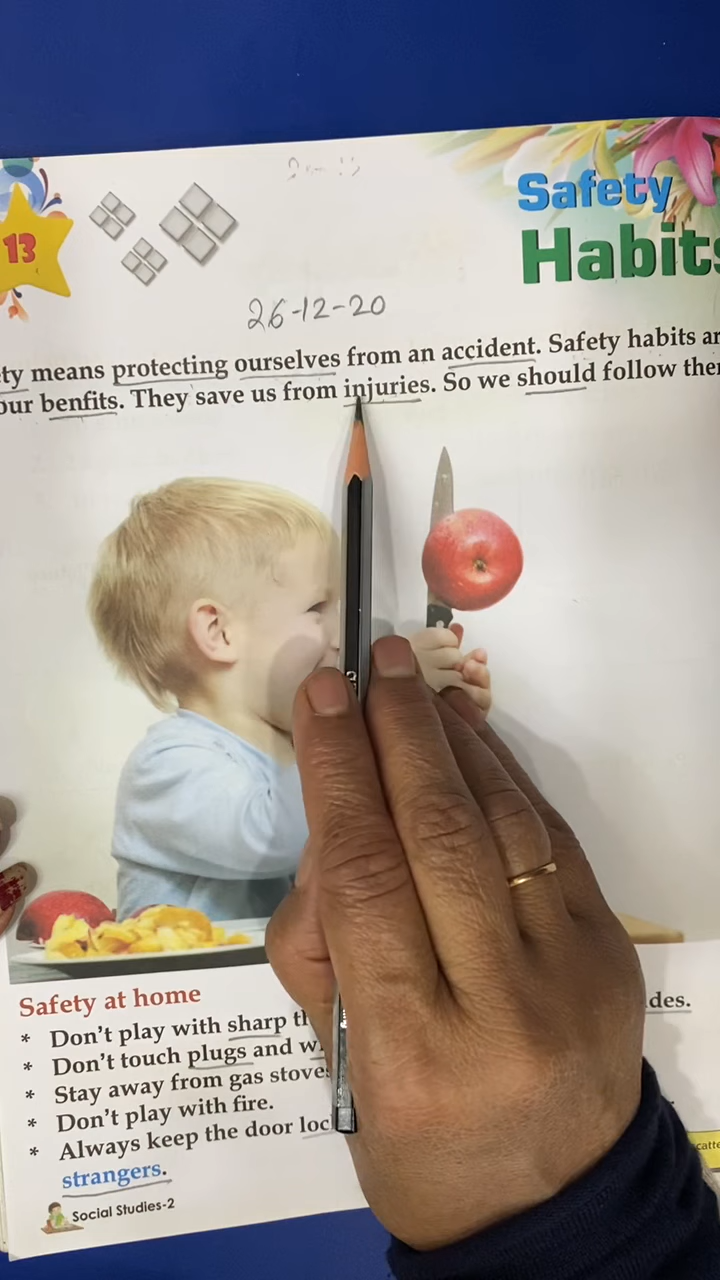 13
Safety
Habits
26-12-20
ty means protecting ourselves from an accident. Safety habits ar
our benfits. They save us from injuries. So we should follow the
Safety at home
* Don't play with sharp th
des.
* Don't touch plugs and w
* Stay away from gas stove
* Don't play with fire.
* Always keep the door loc
strangers.
Social Studies-2